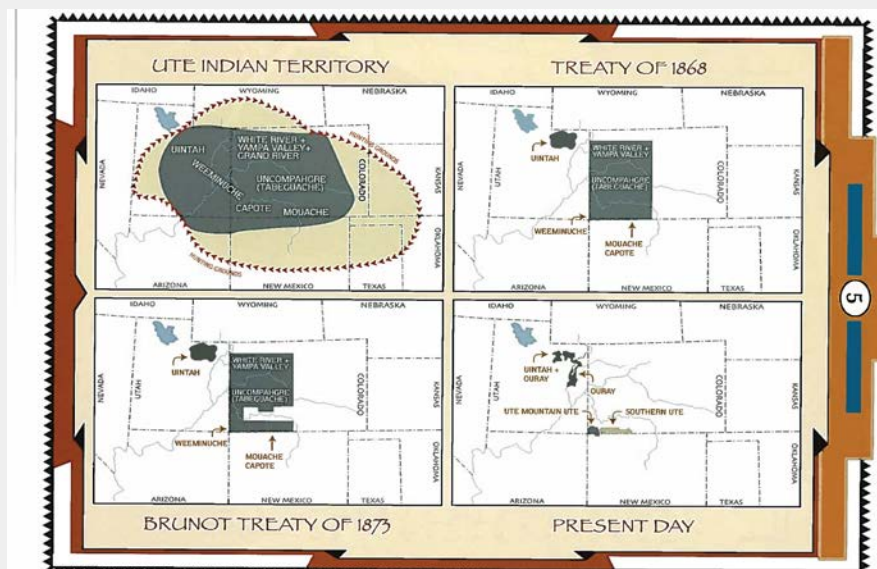 UTE INDIAN TERRITORY
IDAHO
WYOMING
NEBRASKA
HUNTING GROUNDS
WHITE RIVER +
YAMPA VALLEY+
GRAND RIVER
UINTAH
WEEMINUCHE
UNCOMPAHGRE
(TABEGUACHE)
CAPOTE
MOUACHE
NEVADA
UTAH
COLORADO
KANSAS
OKLAHOMA
HUNTING GROUNDS
ARIZONA
NEW MEXICO
TEXAS
TREATY OF 1868
IDAHO
WYOMING
NEBRASKA
UINTAH
WHITE RIVER +
YAMPA VALLEY
UNCOMPAHGRE
(TABEGUACHE)
NEVADA
UTAH
COLORADO
KANSAS
WEEMINUCHE
MOUACHE
CAPOTE
OKLAHOMA
ARIZONA
NEW MEXICO
TEXAS
5
IDAHO
WYOMING
NEBRASKA
UINTAH
WHITE RIVER +
YAMPA VALLEY
UNCOMPAHGRE
(TABEGUACHE)
NEVADA
UTAH
COLORADO
KANSAS
WEEMINUCHE
MOUACHE
CAPOTE
OKLAHOMA
ARIZONA
NEW MEXICO
TEXAS
BRUNOT TREATY OF 1873
IDAHO
WYOMING
NEBRASKA
UINTAH +
OURAY
OURAY
NEVADA
UTAH
COLORADO
KANSAS
UTE MOUNTAIN UTE
SOUTHERN UTE
OKLAHOMA
ARIZONA
NEW MEXICO
TEXAS
PRESENT DAY